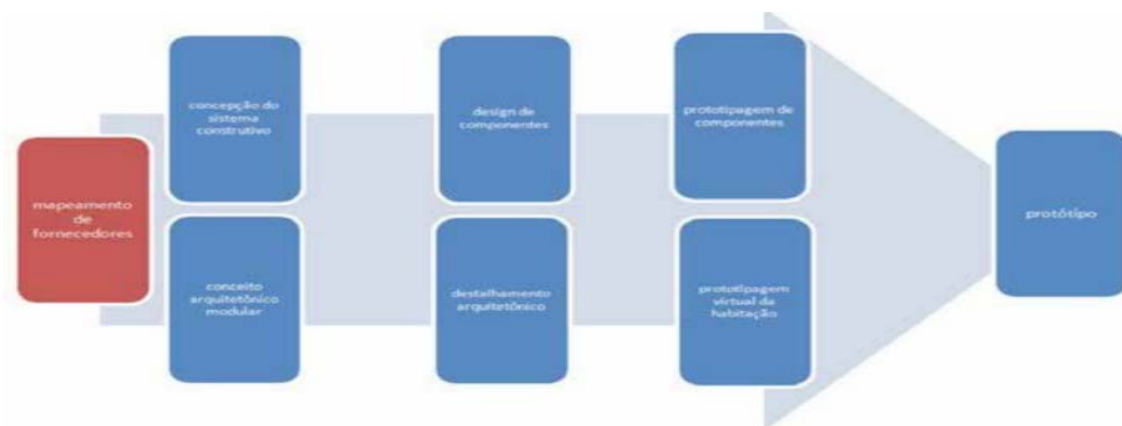 mapeamento
de
fornecedores
concepção do
sistema
construtivo
conceito
arquitetônico
modular
design de
componentes
destalhamento
arquitetônico
prototipagem de
componentes
prototipagem
virtual da
habitação
protótipo